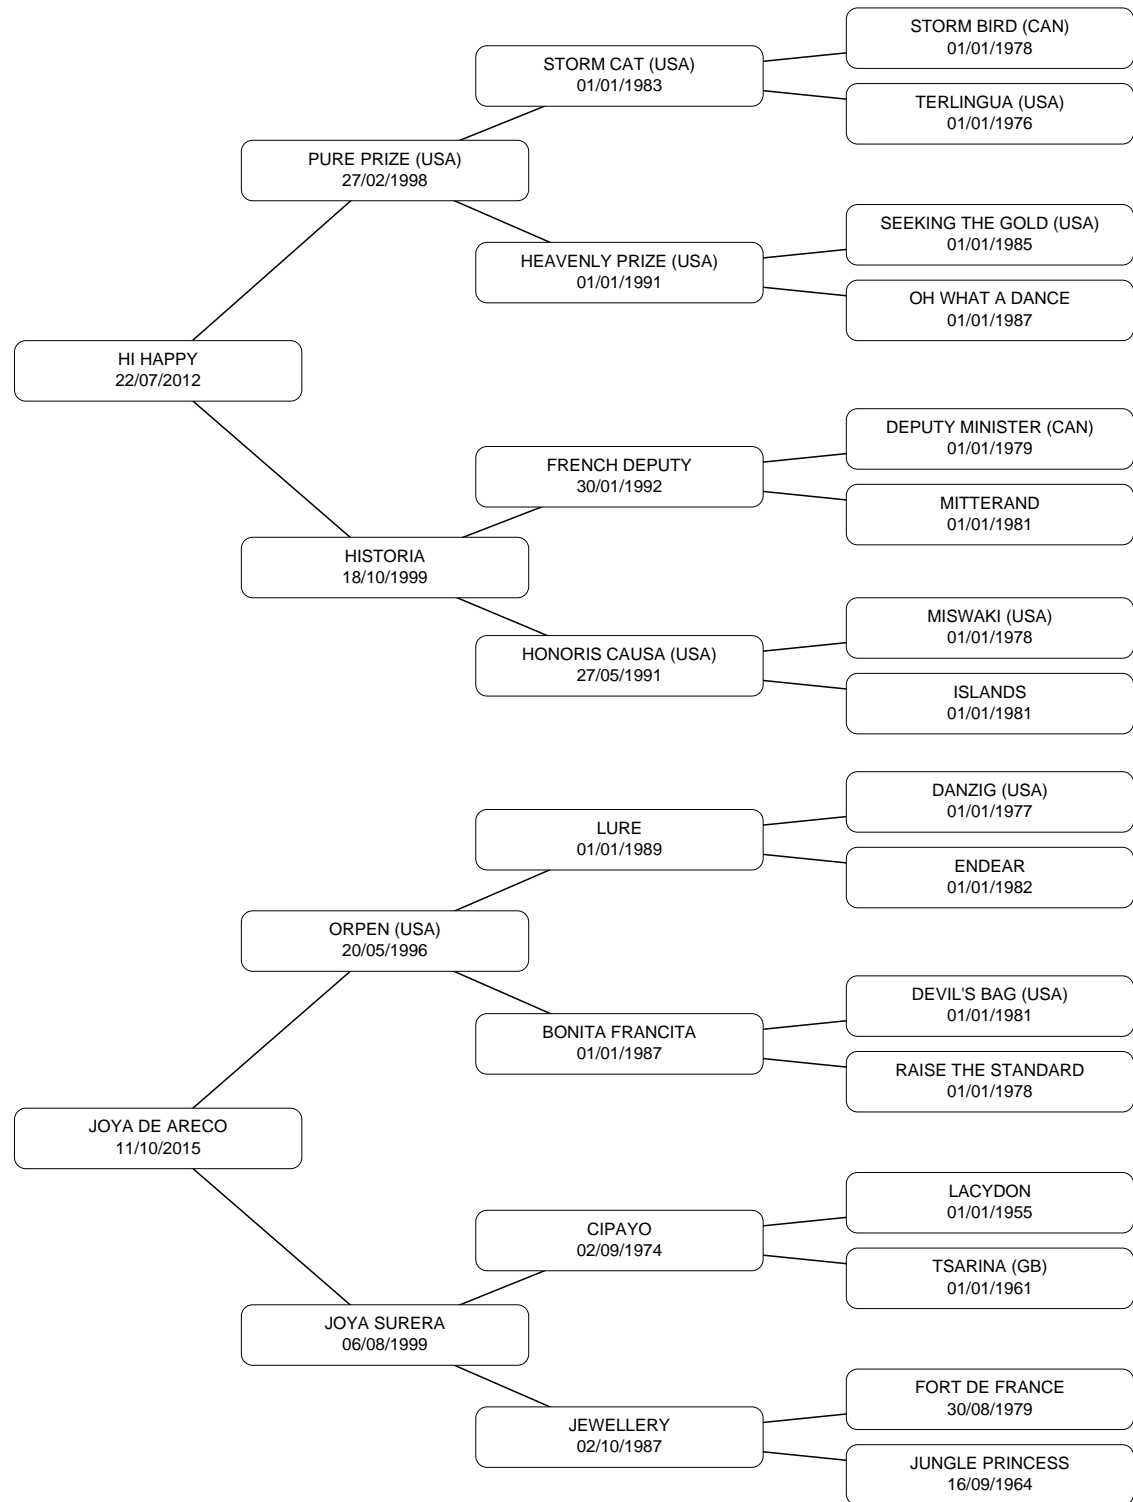 STORM BIRD (CAN)
01/01/1978
STORM CAT (USA)
01/01/1983
TERLINGUA (USA)
01/01/1976
PURE PRIZE (USA)
27/02/1998
SEEKING THE GOLD (USA)
01/01/1985
HEAVENLY PRIZE (USA)
01/01/1991
OH WHAT A DANCE
01/01/1987
HI HAPPY
22/07/2012
DEPUTY MINISTER (CAN)
01/01/1979
FRENCH DEPUTY
30/01/1992
MITTERAND
01/01/1981
HISTORIA
18/10/1999
MISWAKI (USA)
01/01/1978
HONORIS CAUSA (USA)
27/05/1991
ISLANDS
01/01/1981
DANZIG (USA)
01/01/1977
LURE
01/01/1989
ENDEAR
01/01/1982
ORPEN (USA)
20/05/1996
DEVIL'S BAG (USA)
01/01/1981
BONITA FRANCITA
01/01/1987
RAISE THE STANDARD
01/01/1978
JOYA DE ARECO
11/10/2015
LACYDON
01/01/1955
CIPAYO
02/09/1974
TSARINA (GB)
01/01/1961
JOYA SURERA
06/08/1999
FORT DE FRANCE
30/08/1979
JEWELLERY
02/10/1987
JUNGLE PRINCESS
16/09/1964